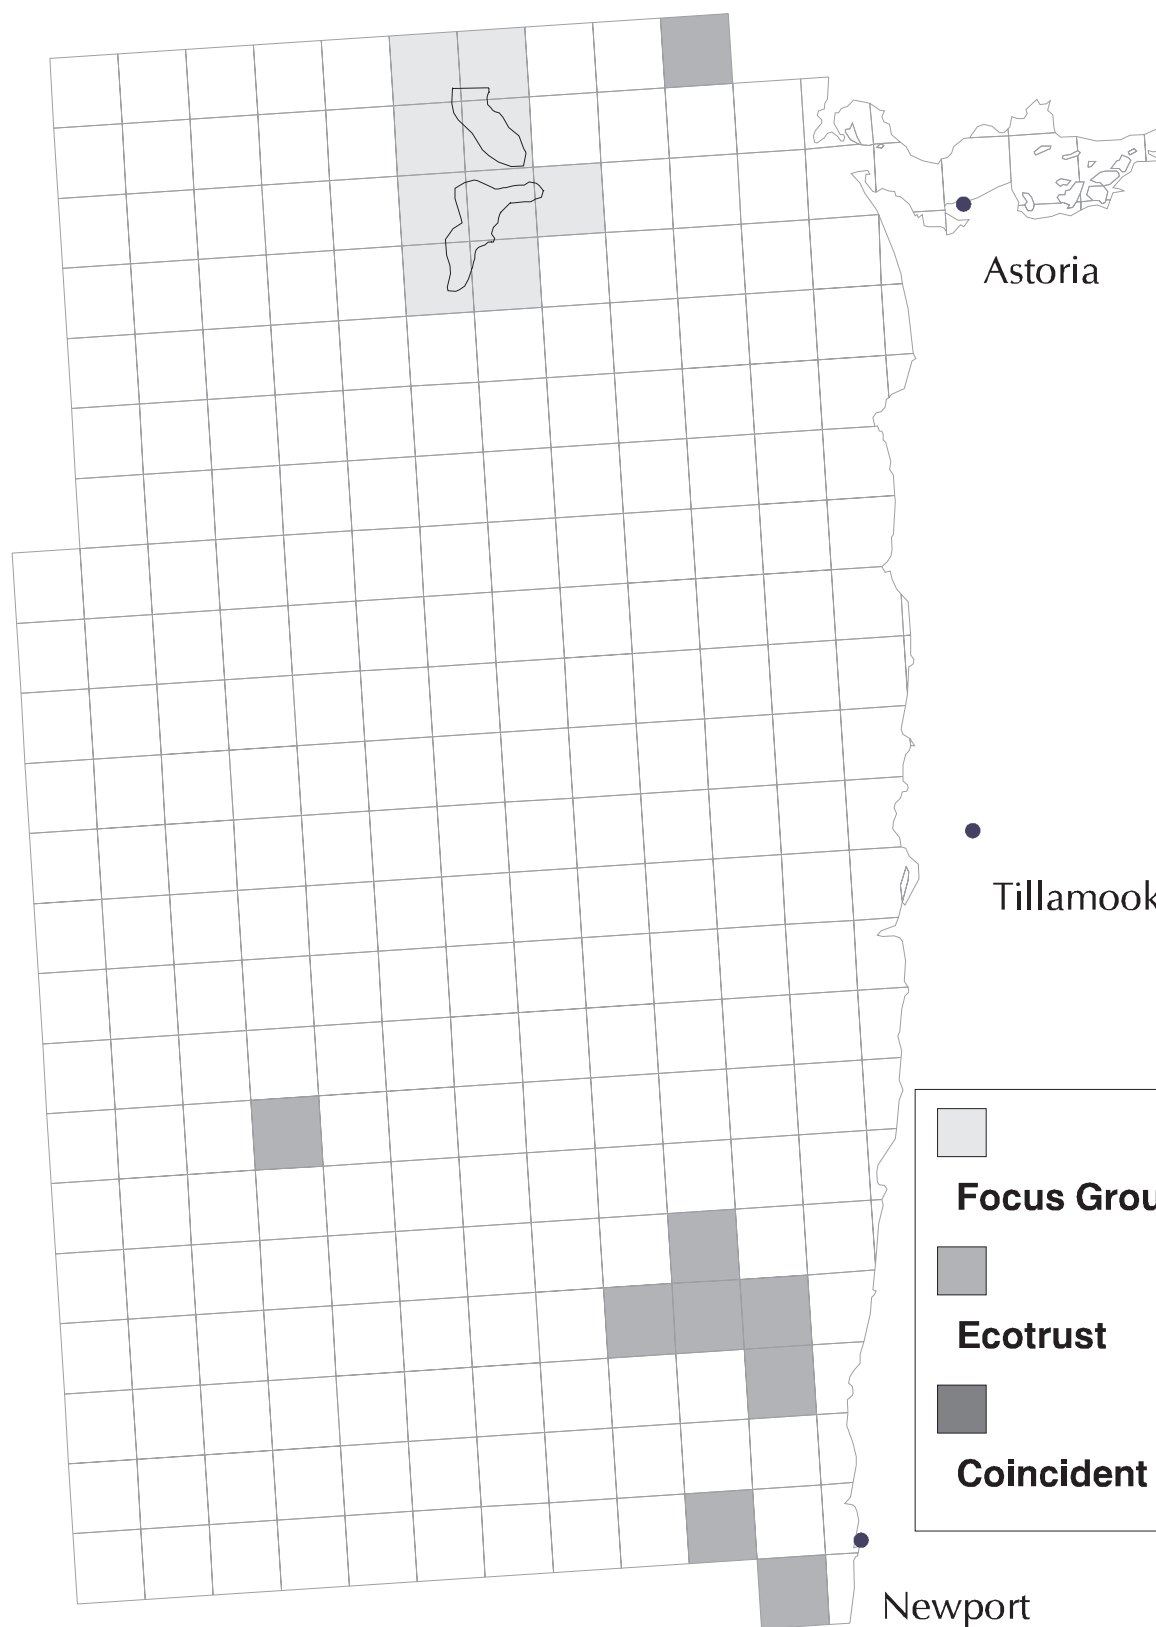 Astoria
Tillamook
Focus Grou
Ecotrust
Coincident
Newport